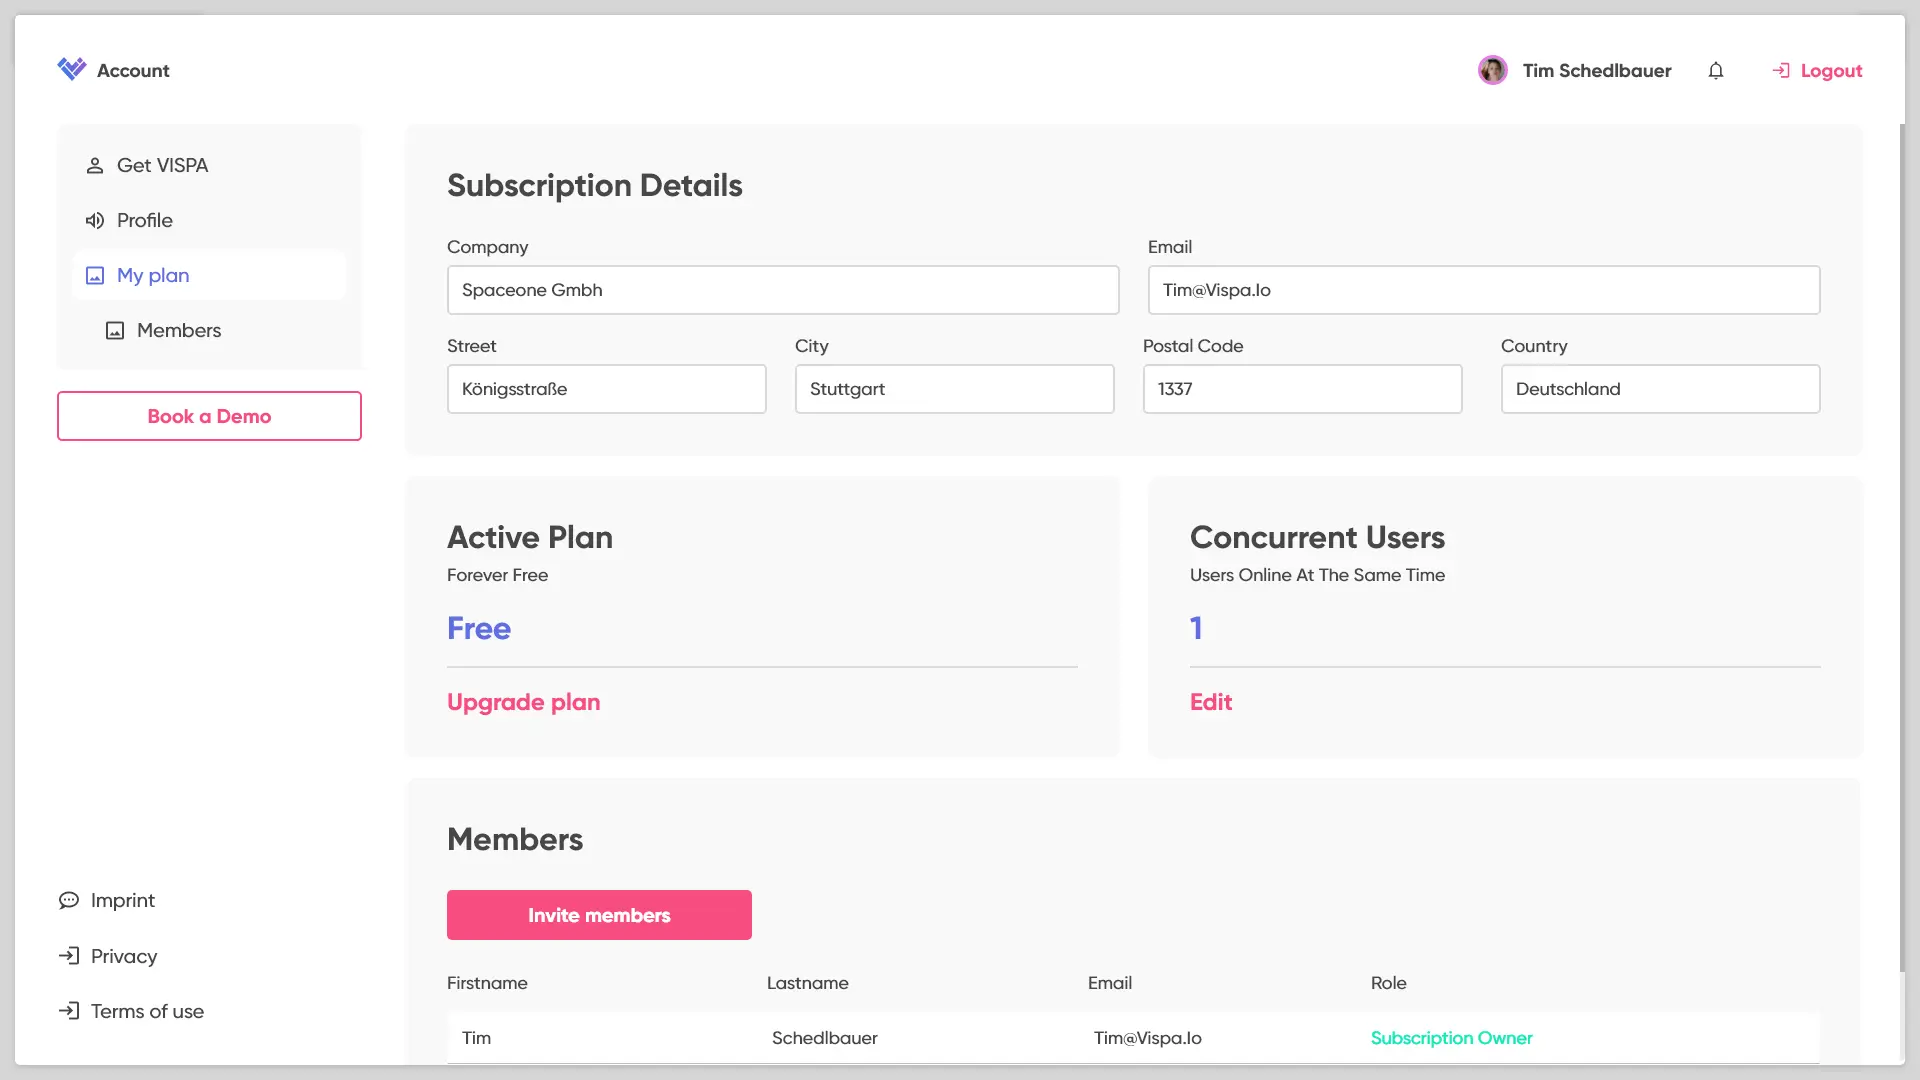 Account
Tim Schedlbauer
Logout
Get VISPA
Profile
My plan
Members
Book a Demo
Imprint
Privacy
Terms of use
Subscription Details
Company
Email
Spaceone Gmbh
Tim@Vispa.Io
Street
City
Postal Code
Country
Königsstraße
Stuttgart
1337
Deutschland
Active Plan
Forever Free
Free
Upgrade plan
Concurrent Users
Users Online At The Same Time
1
Edit
Members
Invite members
Firstname
Lastname
Email
Role
Tim
Schedlbauer
Tim@Vispa.Io
Subscription Owner